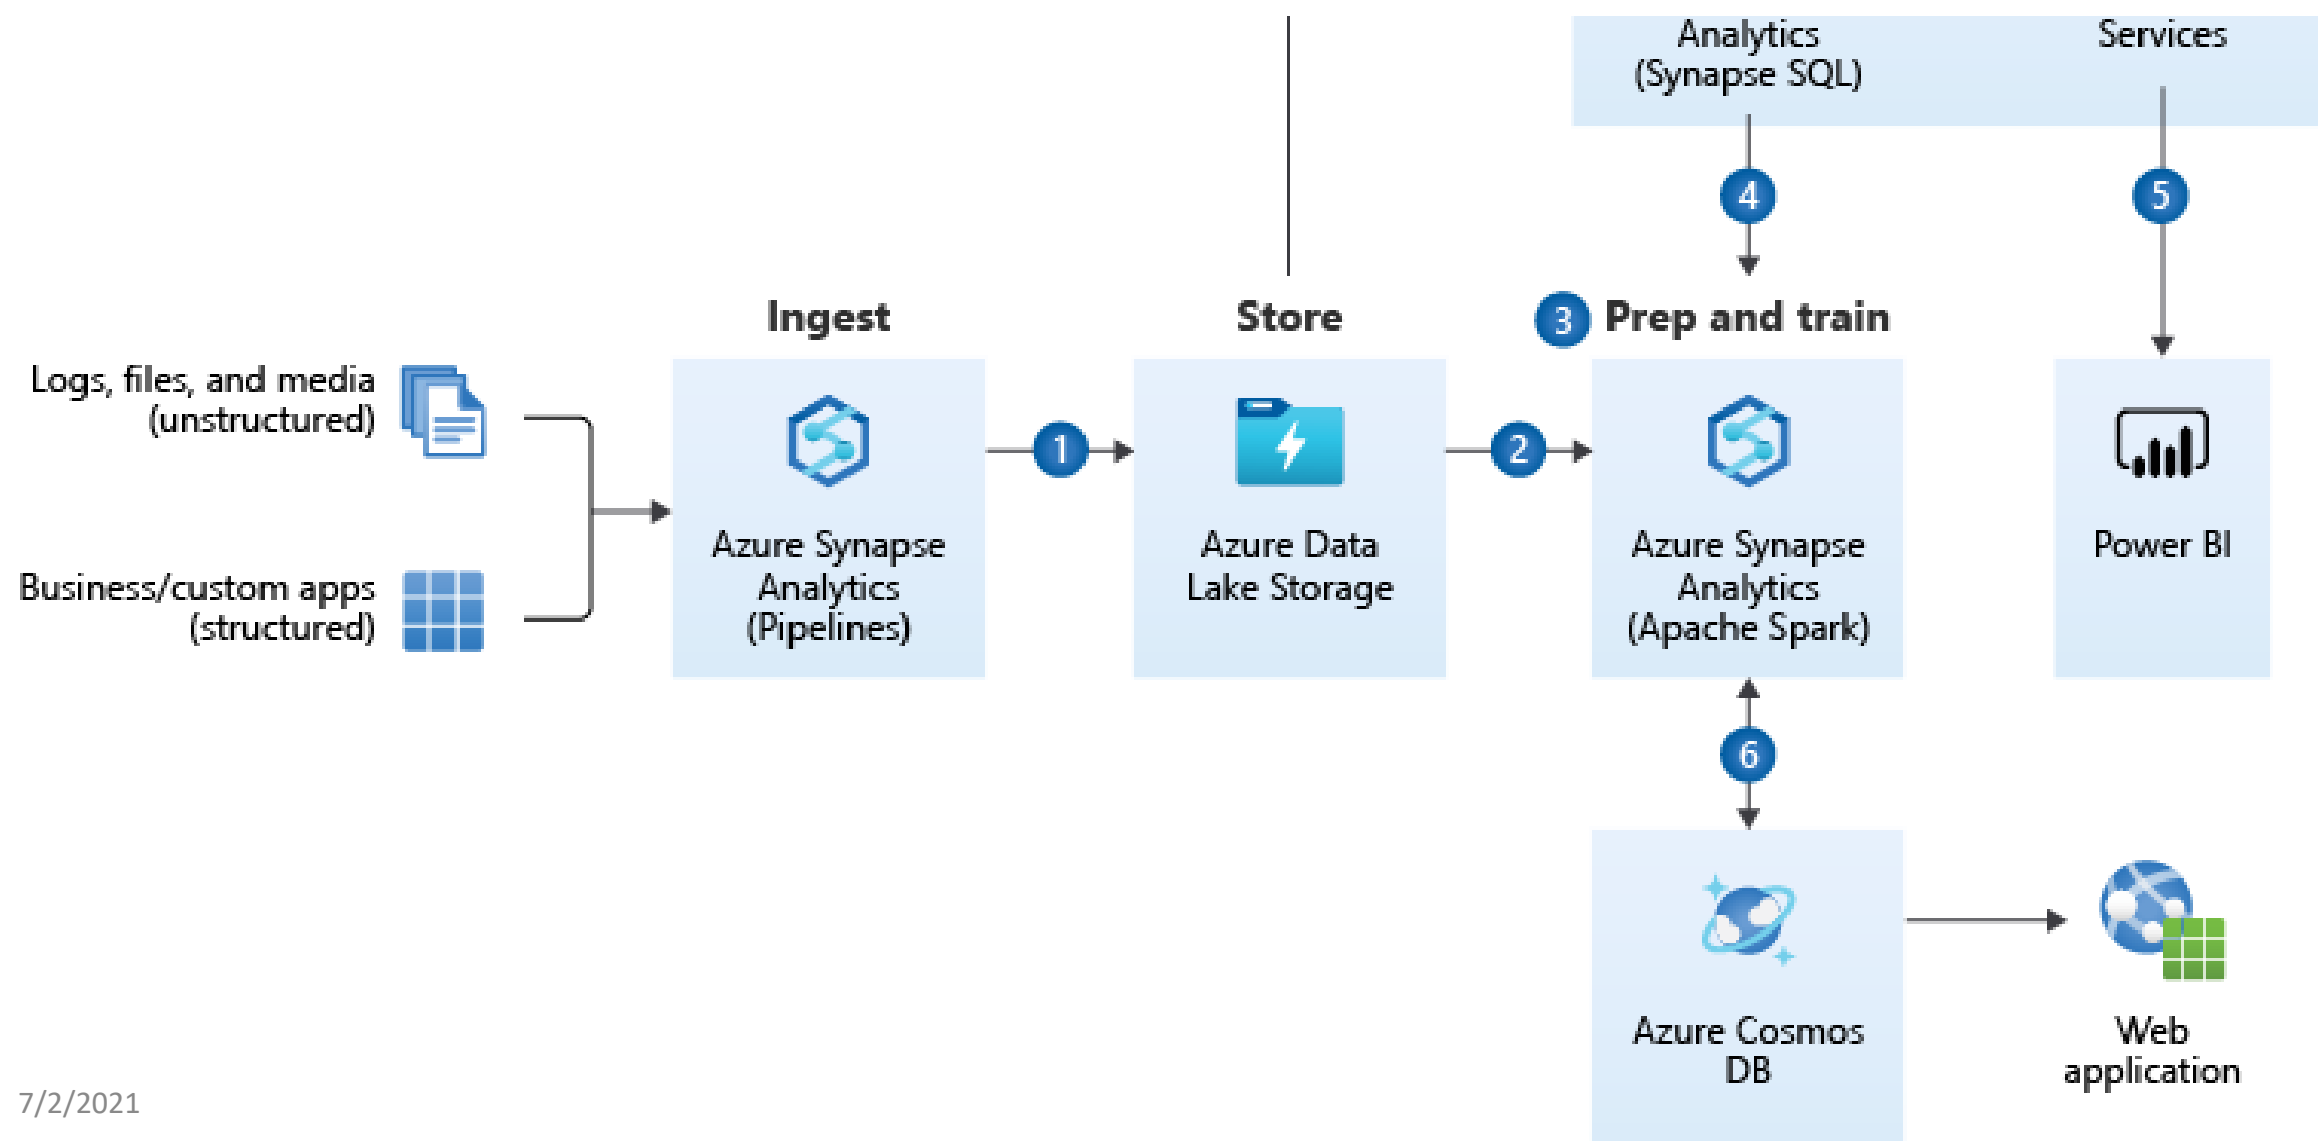 Analytics
(Synapse SQL)
Services
4
5
Ingest
Store
3
Prep and train
Logs, files, and media
(unstructured)
Business/custom apps
(structured)
Azure Synapse
Analytics
(Pipelines)
1
Azure Data
Lake Storage
2
Azure Synapse
Analytics
(Apache Spark)
Power BI
6
Azure Cosmos
DB
Web
application
7/2/2021